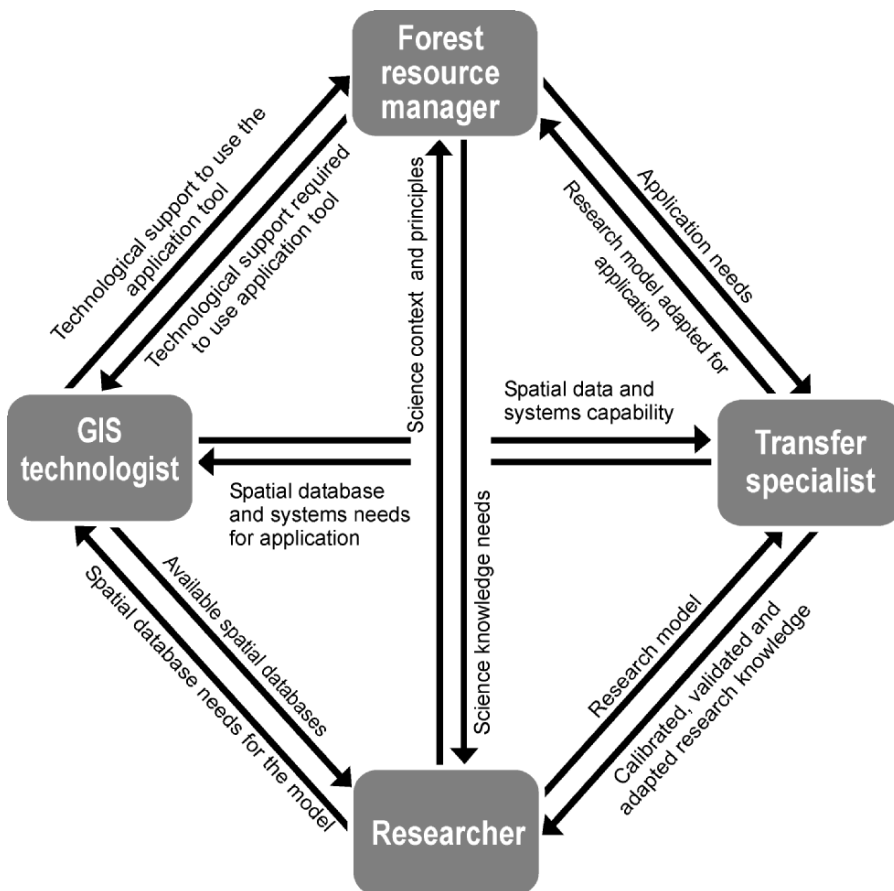 Forest
resource
manager
Technological support to use the
application tool
Technological support required
to use application tool
Science context and principles
Science knowledge needs
Application needs
Research model adapted for
application
GIS
technologist
Spatial data and
systems capability
Spatial database
and systems needs
for application
Transfer
specialist
Available spatial databases
Spatial database needs for the model
Research model
Calibrated, validated and
adapted research knowledge
Researcher